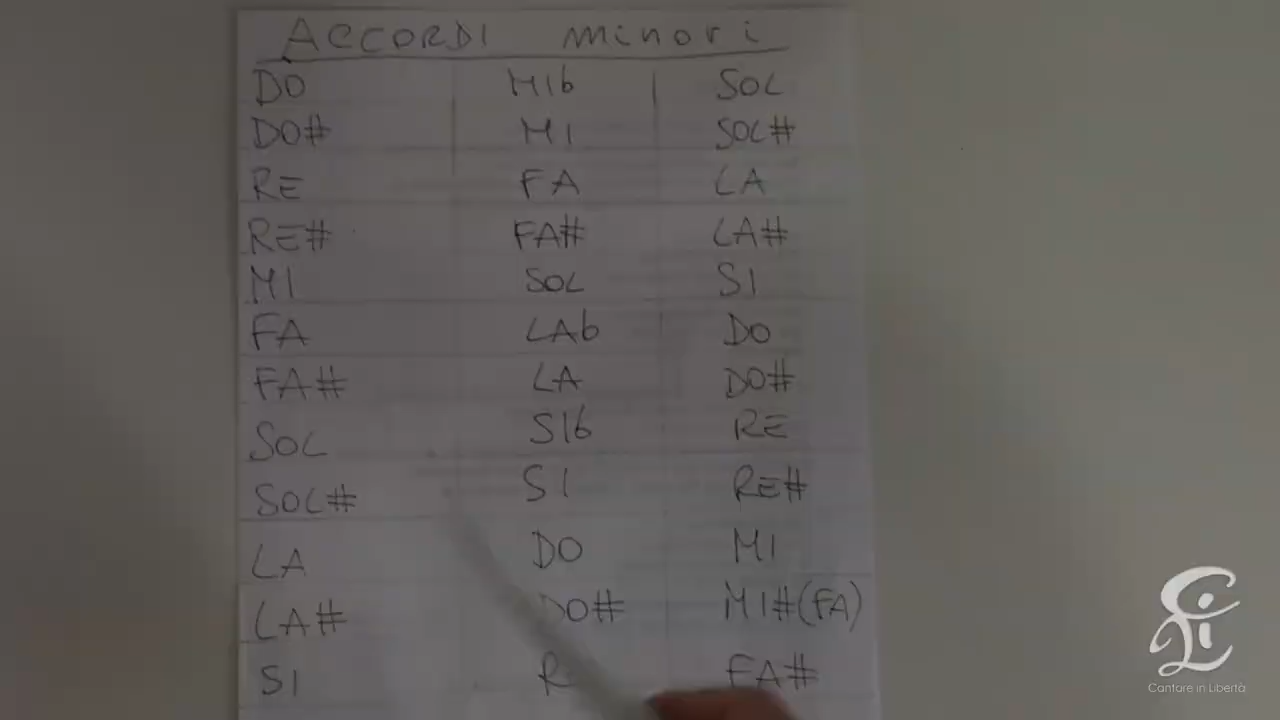 ACCORDI minori
DO MIb SOL
DO# MI SOL#
RE FA LA
RE# FA# LA#
MI SOL SI
FA LAb DO
FA# LA DO#
SOL SIb RE
SOL# SI RE#
LA DO MI
LA# DO# MI#(FA)
SI FA#
Cantare in Libertà